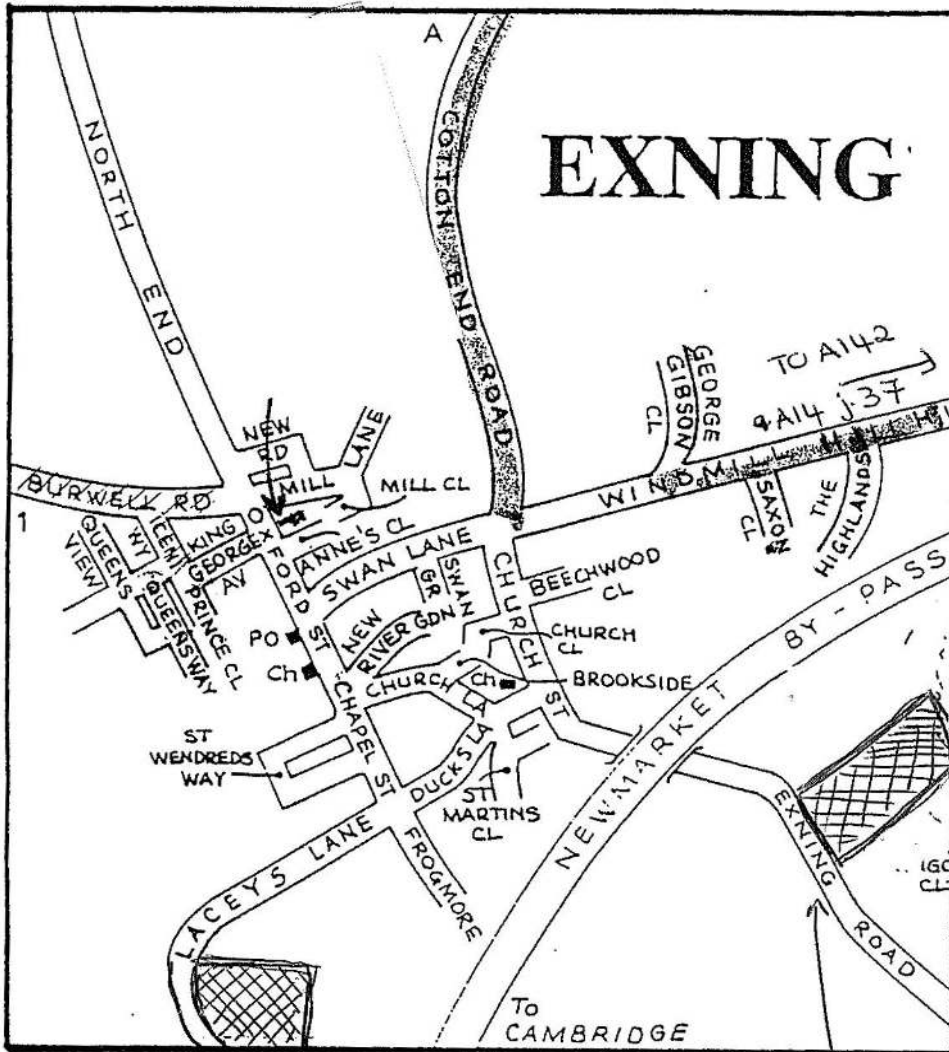 A
EXNING
NORTH END
COTTON END ROAD
GEORGE
GIBSON
CL
TO A142
& A14 j.37
NEW
RD
LANE
MILL
MILL CL
BURWELL RD
1
WINDMILL HILL
SAXON
CL
THE
HIGHLANDS
QUEENS
VIEW
ICENI
WY
KING
GEORGE
AV
QUEENSWAY
PRINCE CL
OXFORD ST
ANNE'S CL
SWAN LANE
SWAN
GR
CHURCH ST
BEECHWOOD
CL
NEWMARKET BY-PASS
PO
NEW
RIVER GDN
CHURCH
CL
Ch
CHURCH
LA
Ch
BROOKSIDE
CHAPEL ST
ST
WENDREDS
WAY
DUCKS LA
ST
MARTINS
CL
LACEYS LANE
FROGMORE
EXNING ROAD
CL
To
CAMBRIDGE